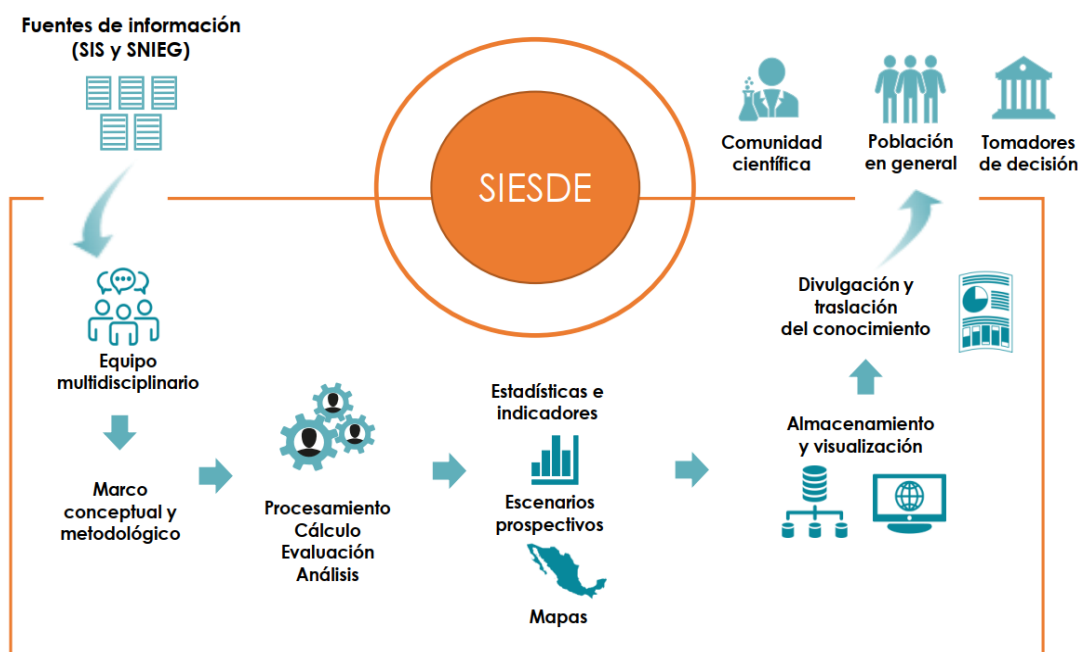 Fuentes de información
(SIS y SNIEG)
SIESDE
Comunidad
científica
Población
en general
Tomadores
de decisión
Equipo
multidisciplinario
Marco
conceptual y
metodológico
Procesamiento
Cálculo
Evaluación
Análisis
Estadísticas e
indicadores
Escenarios
prospectivos
Mapas
Almacenamiento
y visualización
Divulgación y
traslación
del conocimiento